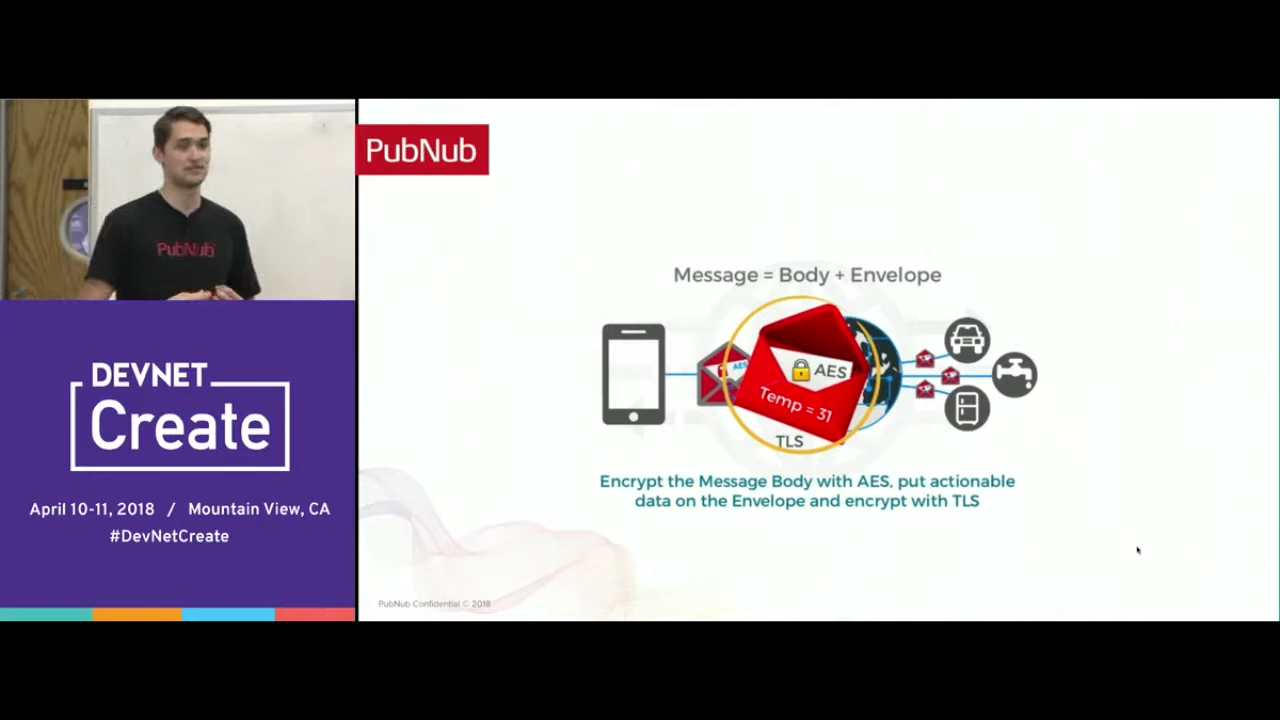 PubNub
DEVNET
Create
April 10-11, 2018 / Mountain View, CA
#DevNetCreate
PubNub
Message = Body + Envelope
AES
AES
Temp = 31
TLS
Encrypt the Message Body with AES, put actionable
data on the Envelope and encrypt with TLS
PubNub Confidential © 2018